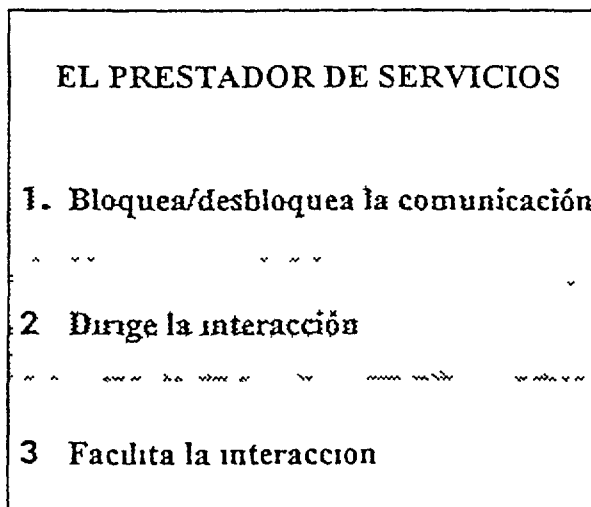 EL PRESTADOR DE SERVICIOS
1. Bloquea/desbloquea la comunicación
2 Dirige la interacción
3 Facilita la interaccion